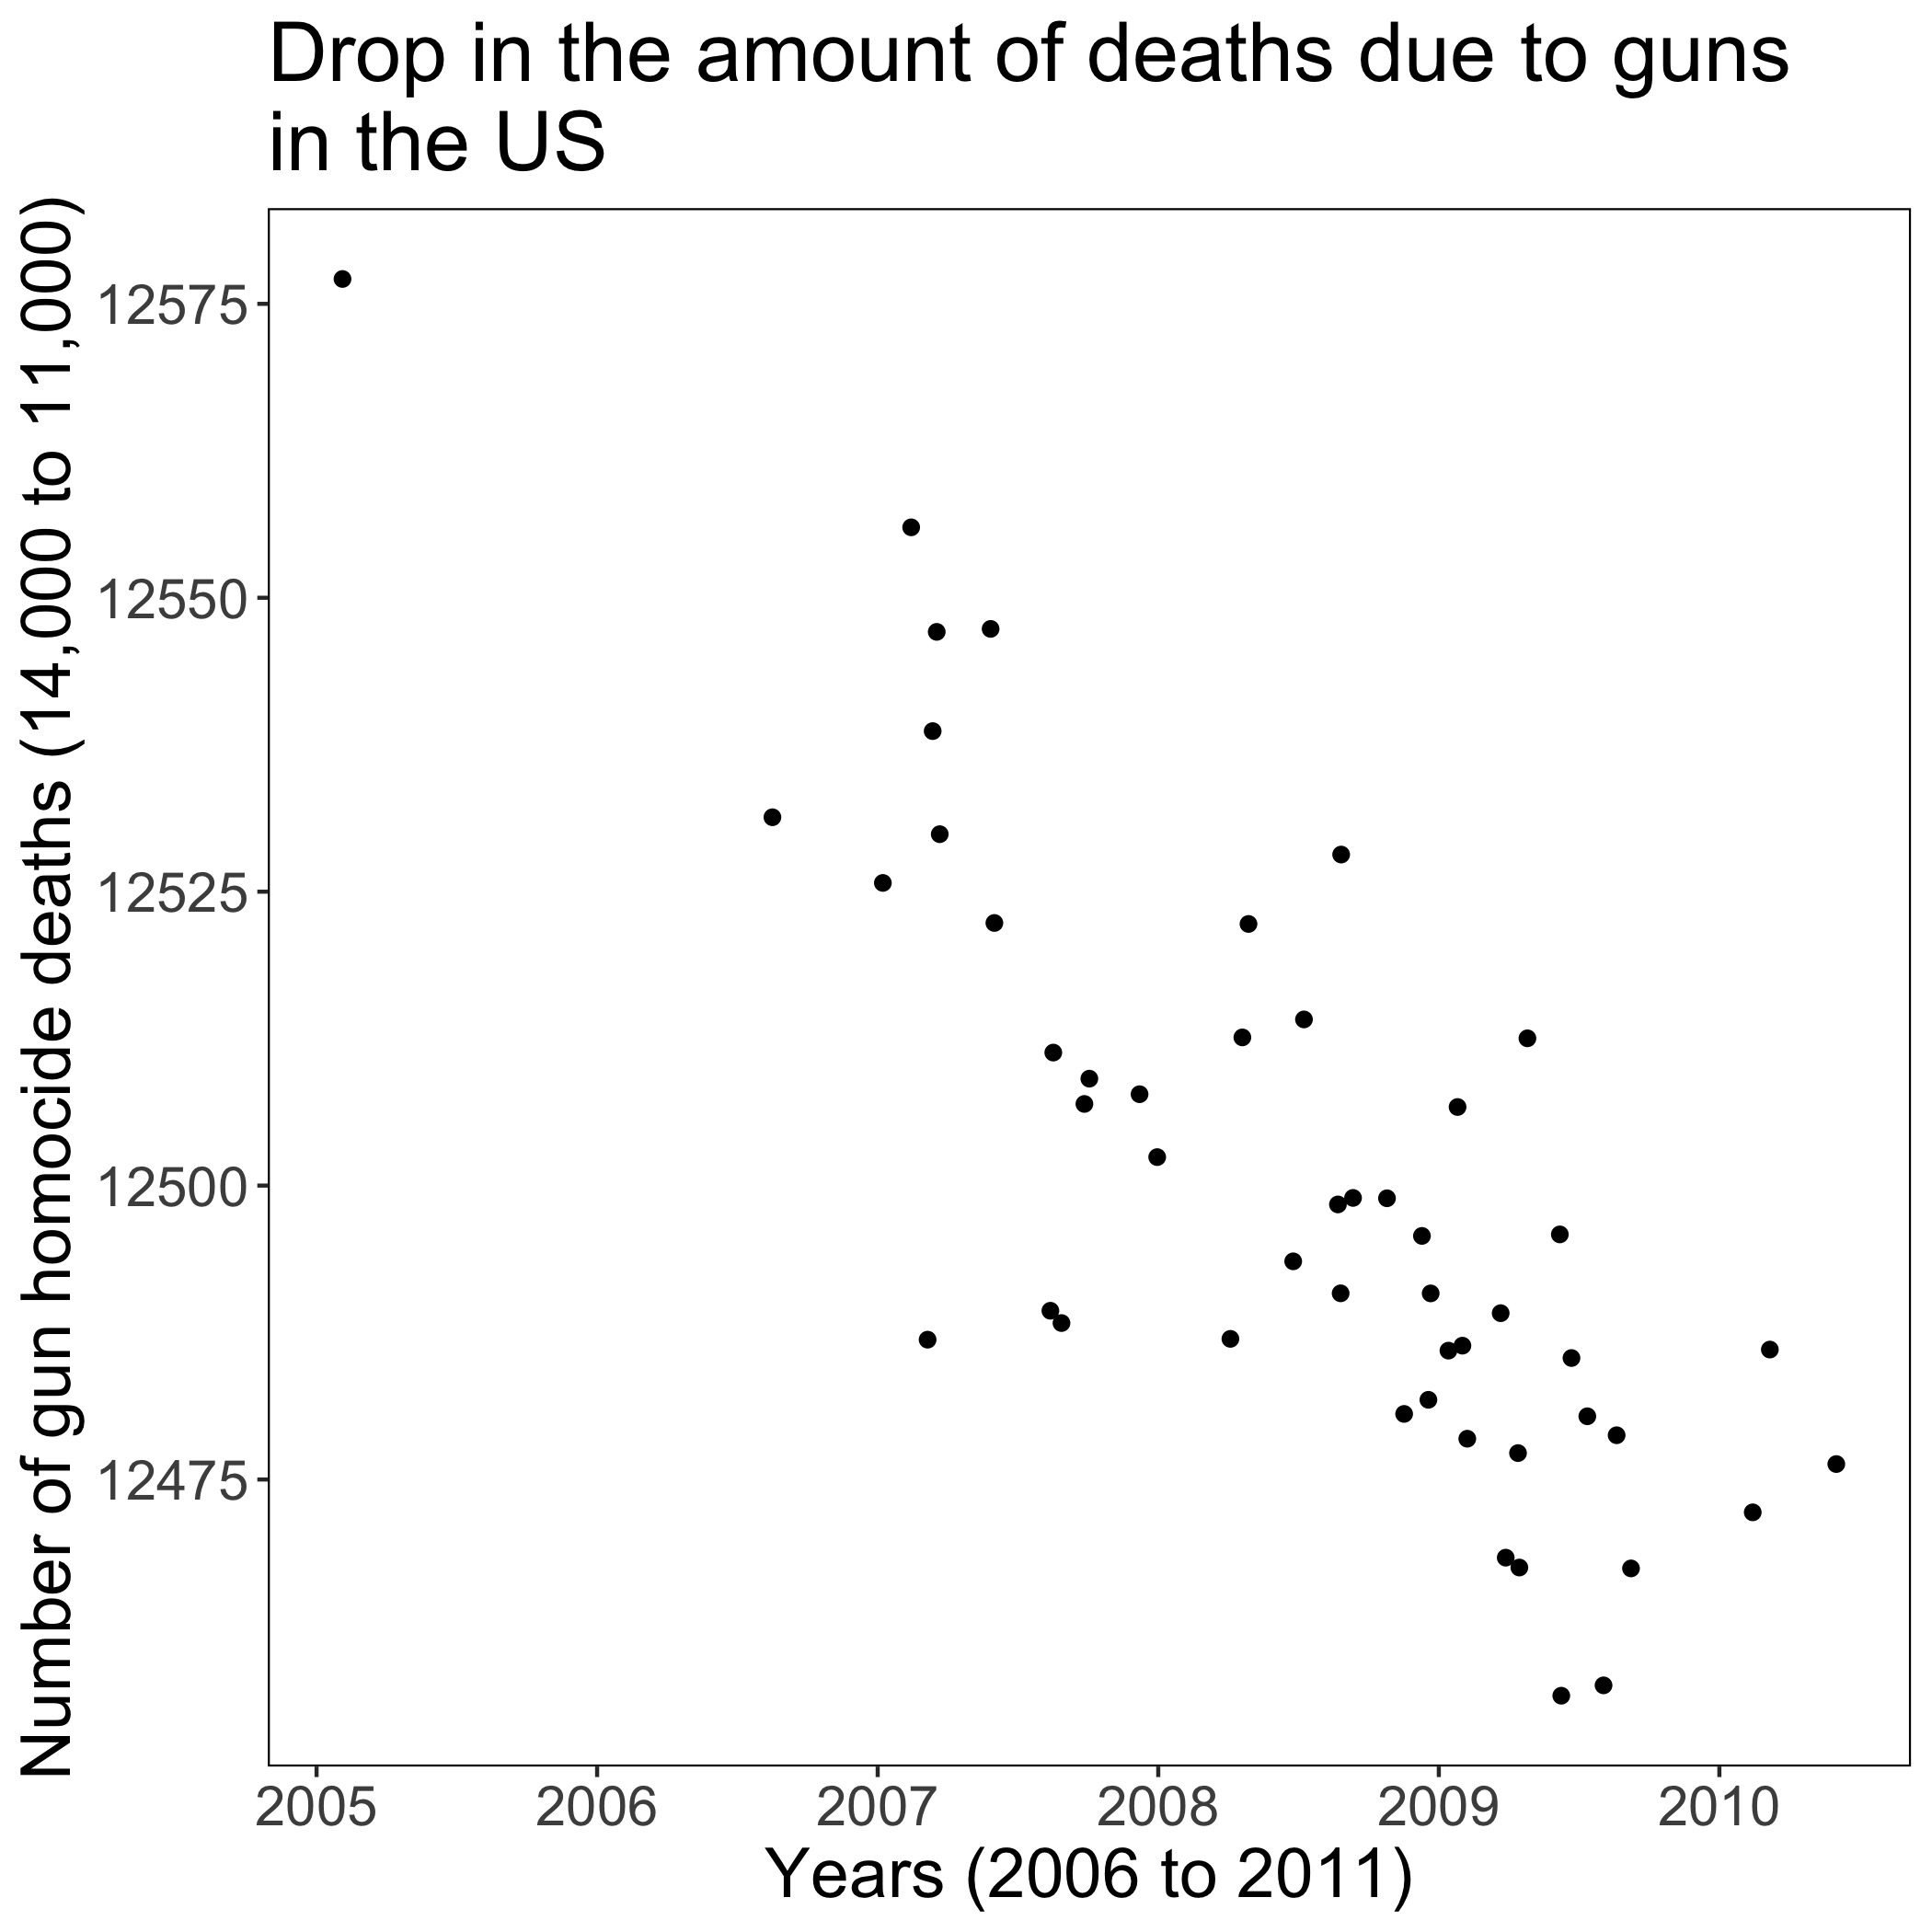 Drop in the amount of deaths due to guns
in the US
Number of gun homocide deaths (14,000 to 11,000)
12575
12550
12525
12500
12475
2005 2006 2007 2008 2009 2010
Years (2006 to 2011)